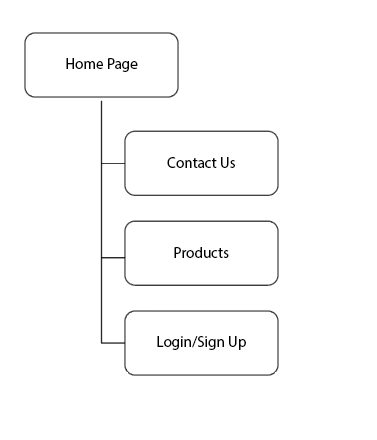 Home Page
Contact Us
Products
Login/Sign Up